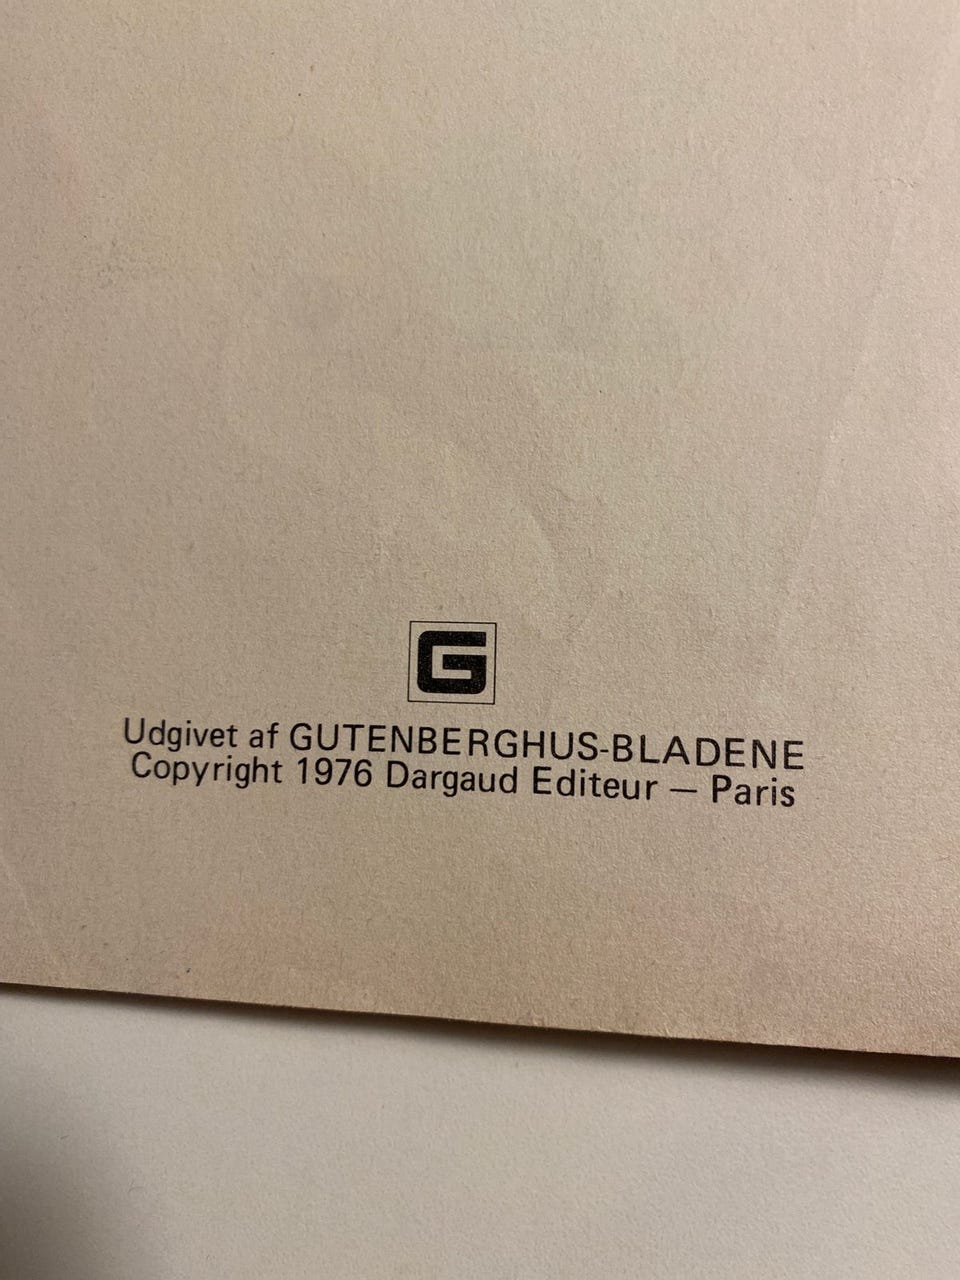 G
Udgivet af GUTENBERGHUS-BLADENE
Copyright 1976 Dargaud Editeur — Paris